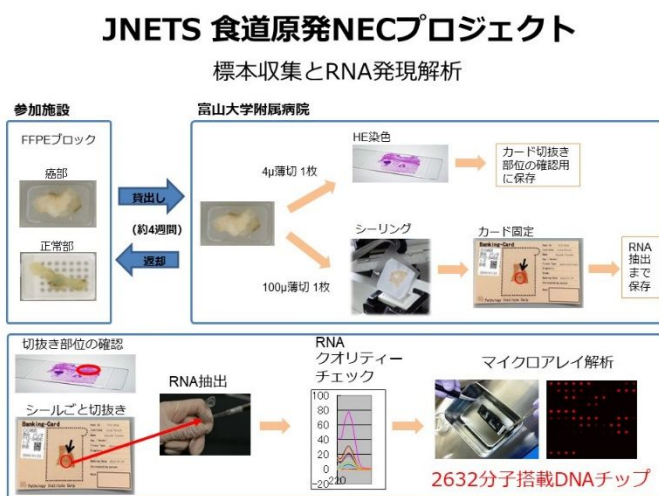 JNETS 食道原発NECプロジェクト
標本収集とRNA発現解析
参加施設
FFPEブロック
癌部
正常部
貸出し
(約4週間)
返却
富山大学附属病院
4μ薄切 1枚
100μ薄切 1枚
HE染色
カード切抜き
部位の確認用
に保存
シーリング
カード固定
Banking-Card
RNA
抽出
まで
保存
切抜き部位の確認
シールごと切抜き
Banking-Card
RNA抽出
RNA
クオリティー
チェック
100
80
60
40
20
0
-20
220
マイクロアレイ解析
2632分子搭載DNAチップ